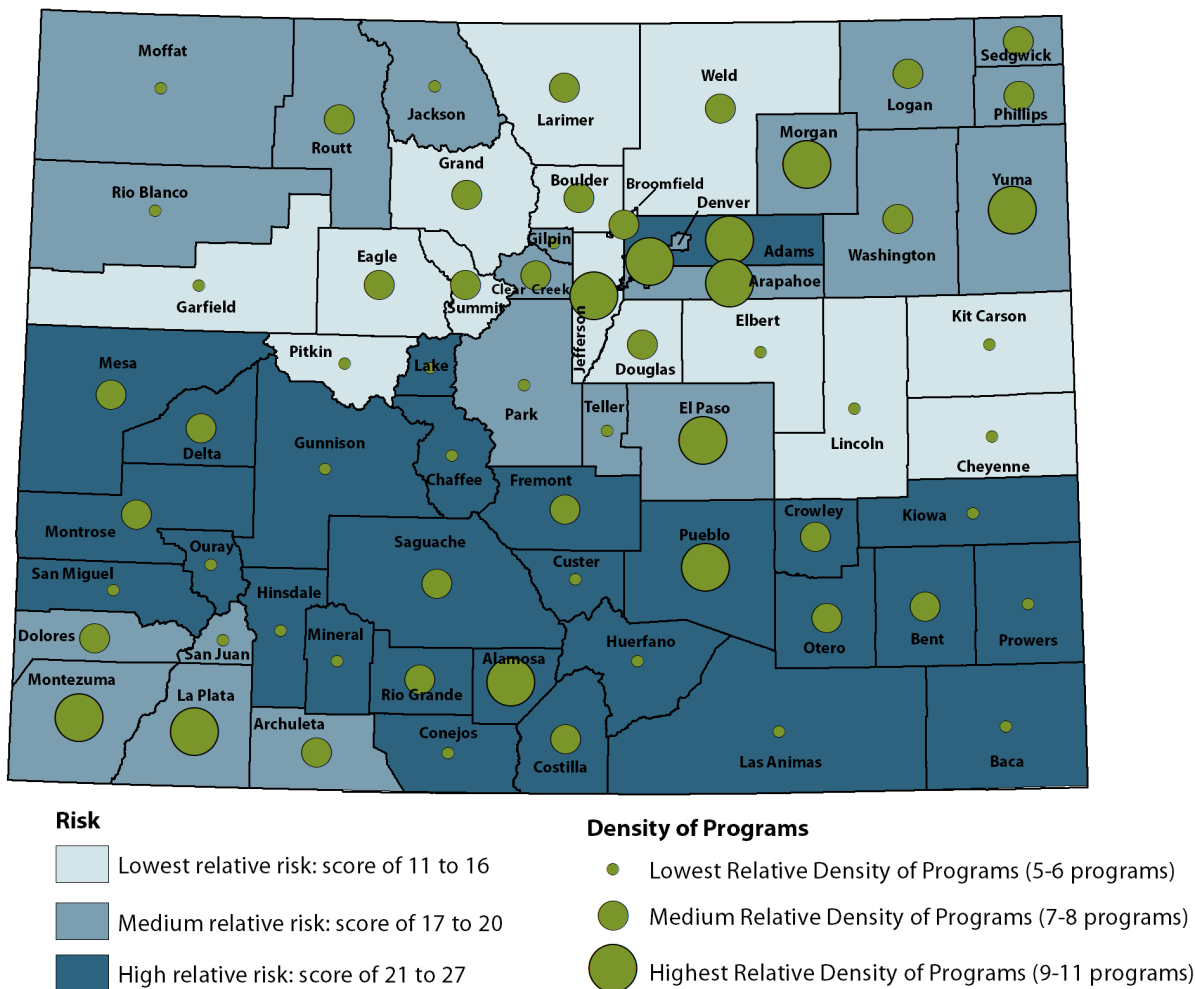 Moffat
Routt
Jackson
Larimer
Weld
Logan
Sedgwick
Phillips
Morgan
Grand
Boulder
Broomfield
Denver
Yuma
Rio Blanco
Gilpin
Adams
Washington
Eagle
Clear Creek
Arapahoe
Garfield
Summit
Jefferson
Elbert
Kit Carson
Mesa
Pitkin
Lake
Douglas
Park
Teller
El Paso
Lincoln
Cheyenne
Delta
Gunnison
Chaffee
Fremont
Crowley
Kiowa
Montrose
Ouray
Saguache
Custer
Pueblo
San Miguel
Hinsdale
Mineral
Huerfano
Otero
Bent
Prowers
Dolores
San Juan
Alamosa
Montezuma
La Plata
Rio Grande
Archuleta
Conejos
Costilla
Las Animas
Baca
Risk
Lowest relative risk: score of 11 to 16
Medium relative risk: score of 17 to 20
High relative risk: score of 21 to 27
Density of Programs
Lowest Relative Density of Programs (5-6 programs)
Medium Relative Density of Programs (7-8 programs)
Highest Relative Density of Programs (9-11 programs)